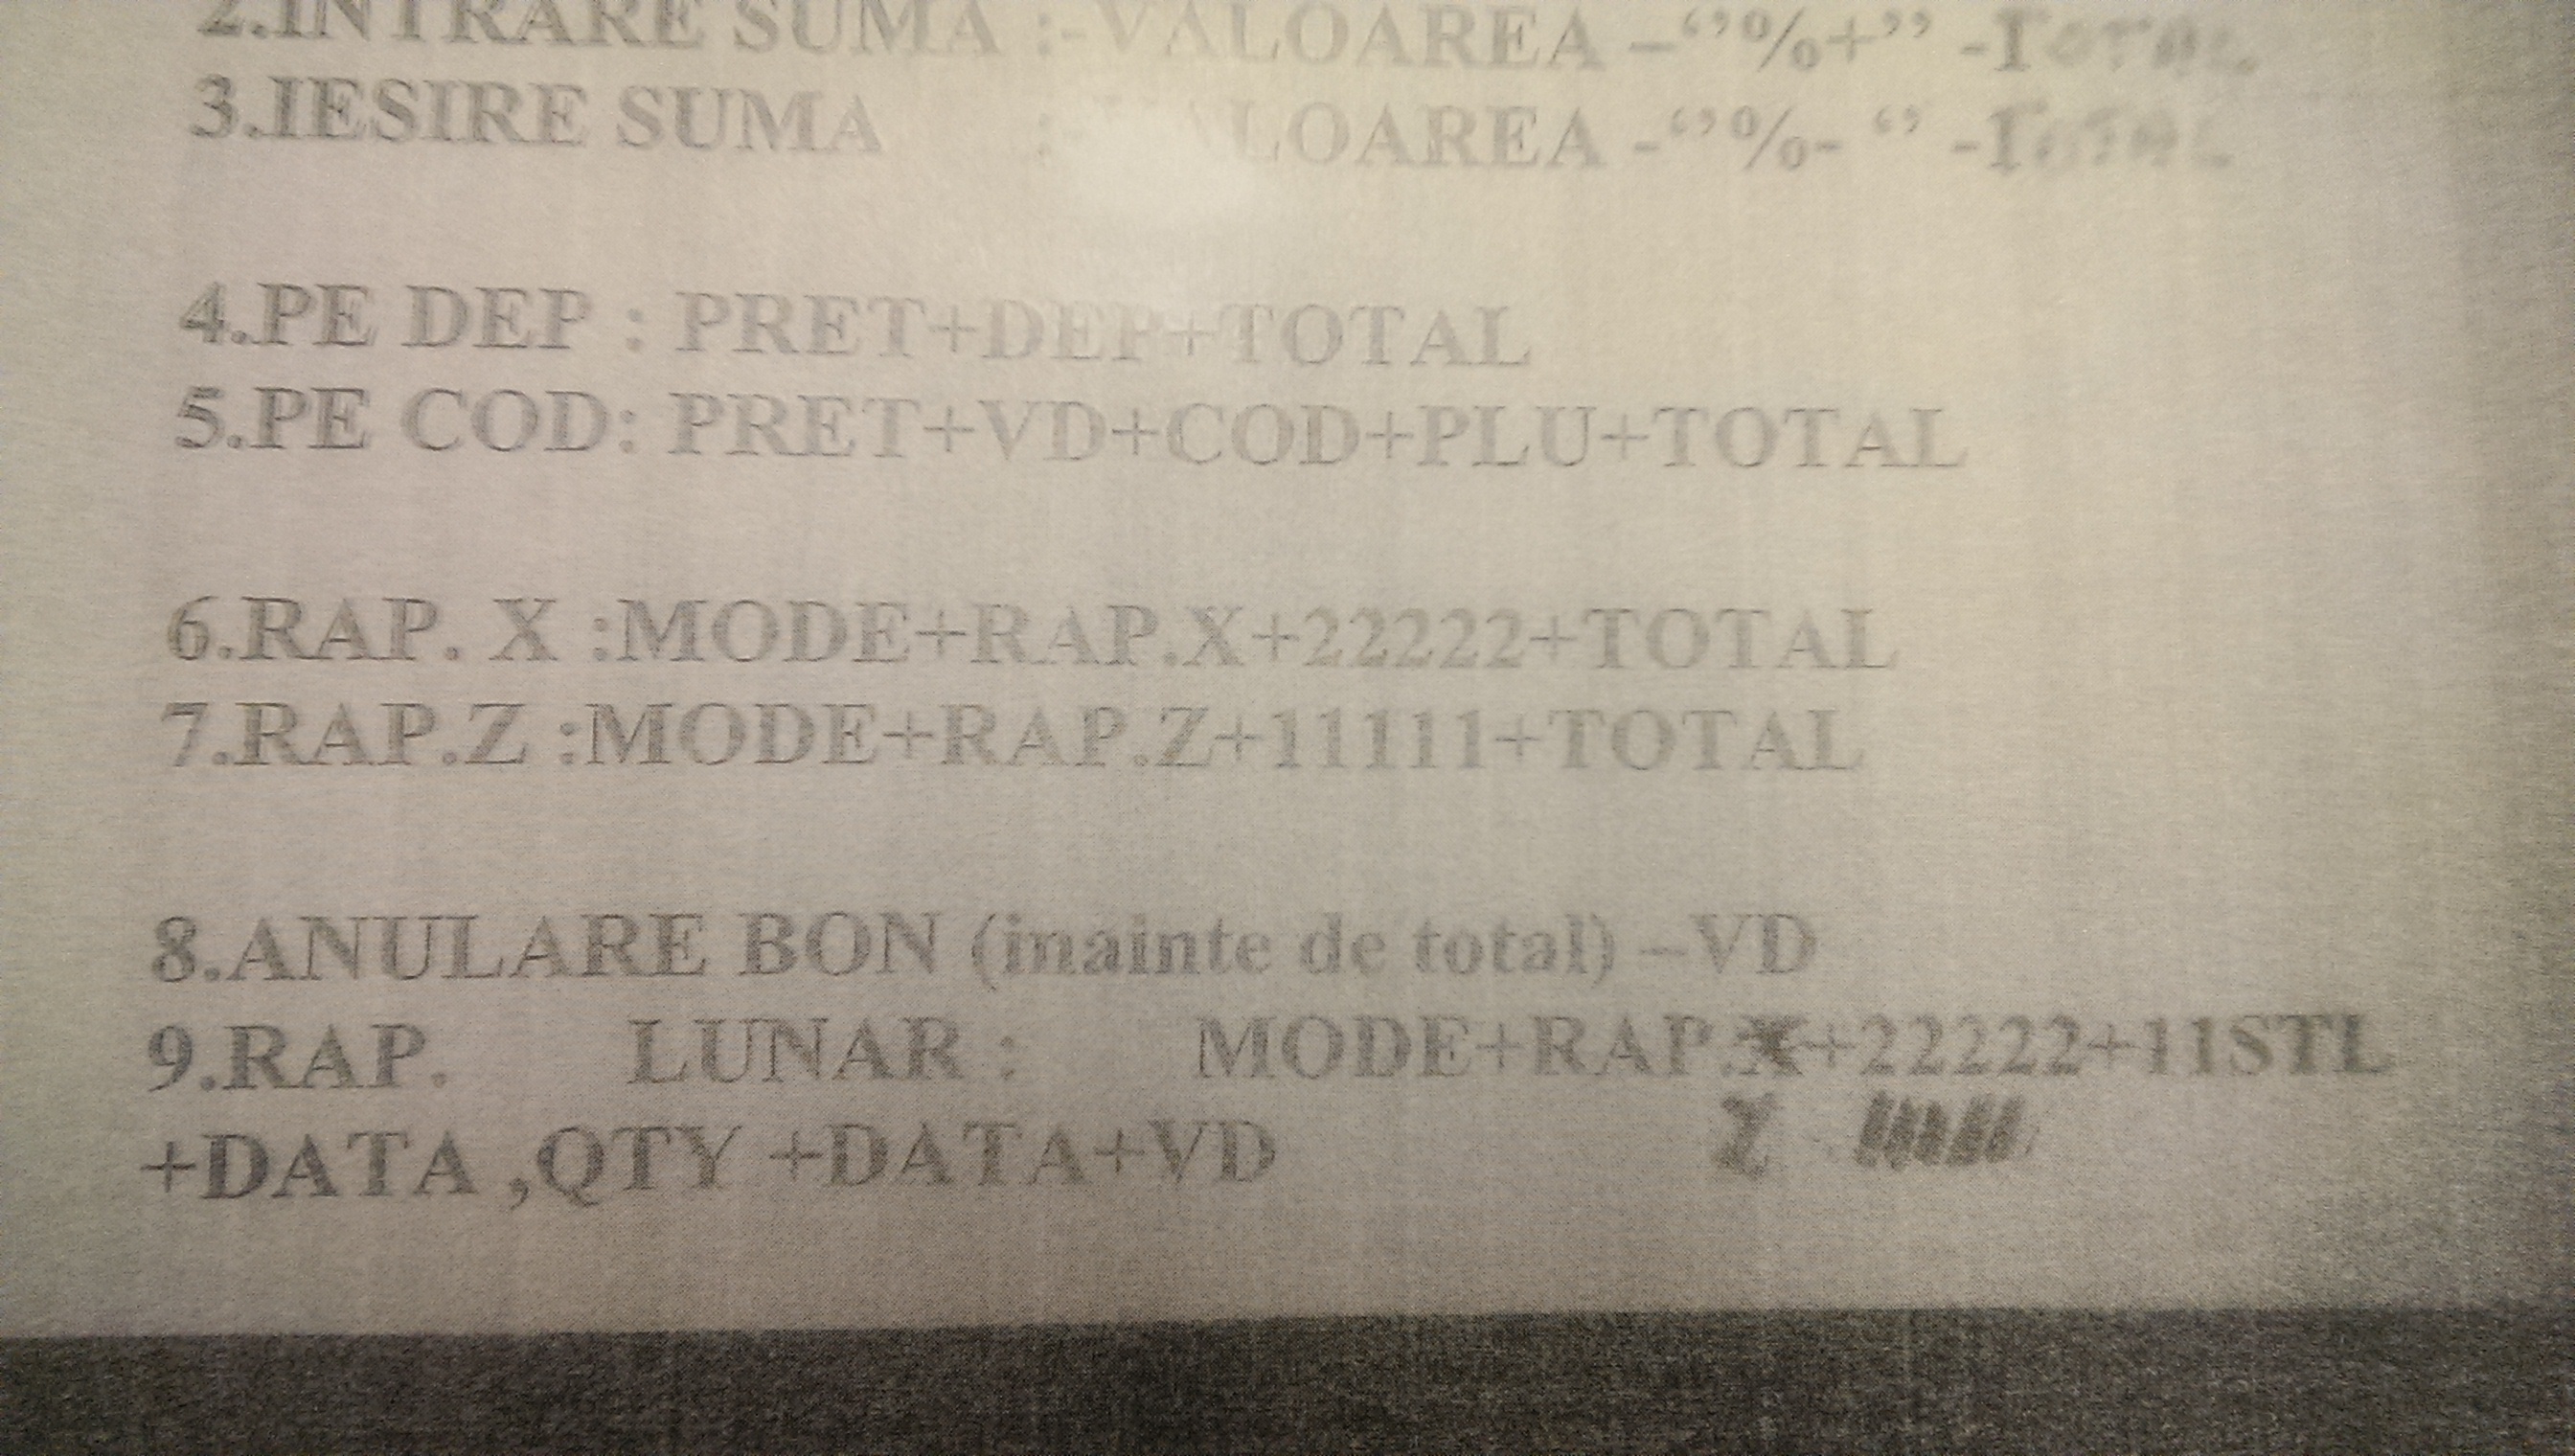 2.INTRARE SUMA :-VALOAREA –“%+” -TOTAL
3.IESIRE SUMA : VALOAREA -“%- “ -TOTAL
4.PE DEP : PRET+DEP+TOTAL
5.PE COD: PRET+VD+COD+PLU+TOTAL
6.RAP. X :MODE+RAP.X+22222+TOTAL
7.RAP.Z :MODE+RAP.Z+11111+TOTAL
8.ANULARE BON (inainte de total) –VD
9.RAP. LUNAR : MODE+RAP.X+22222+11STL
Z
+DATA ,QTY +DATA+VD